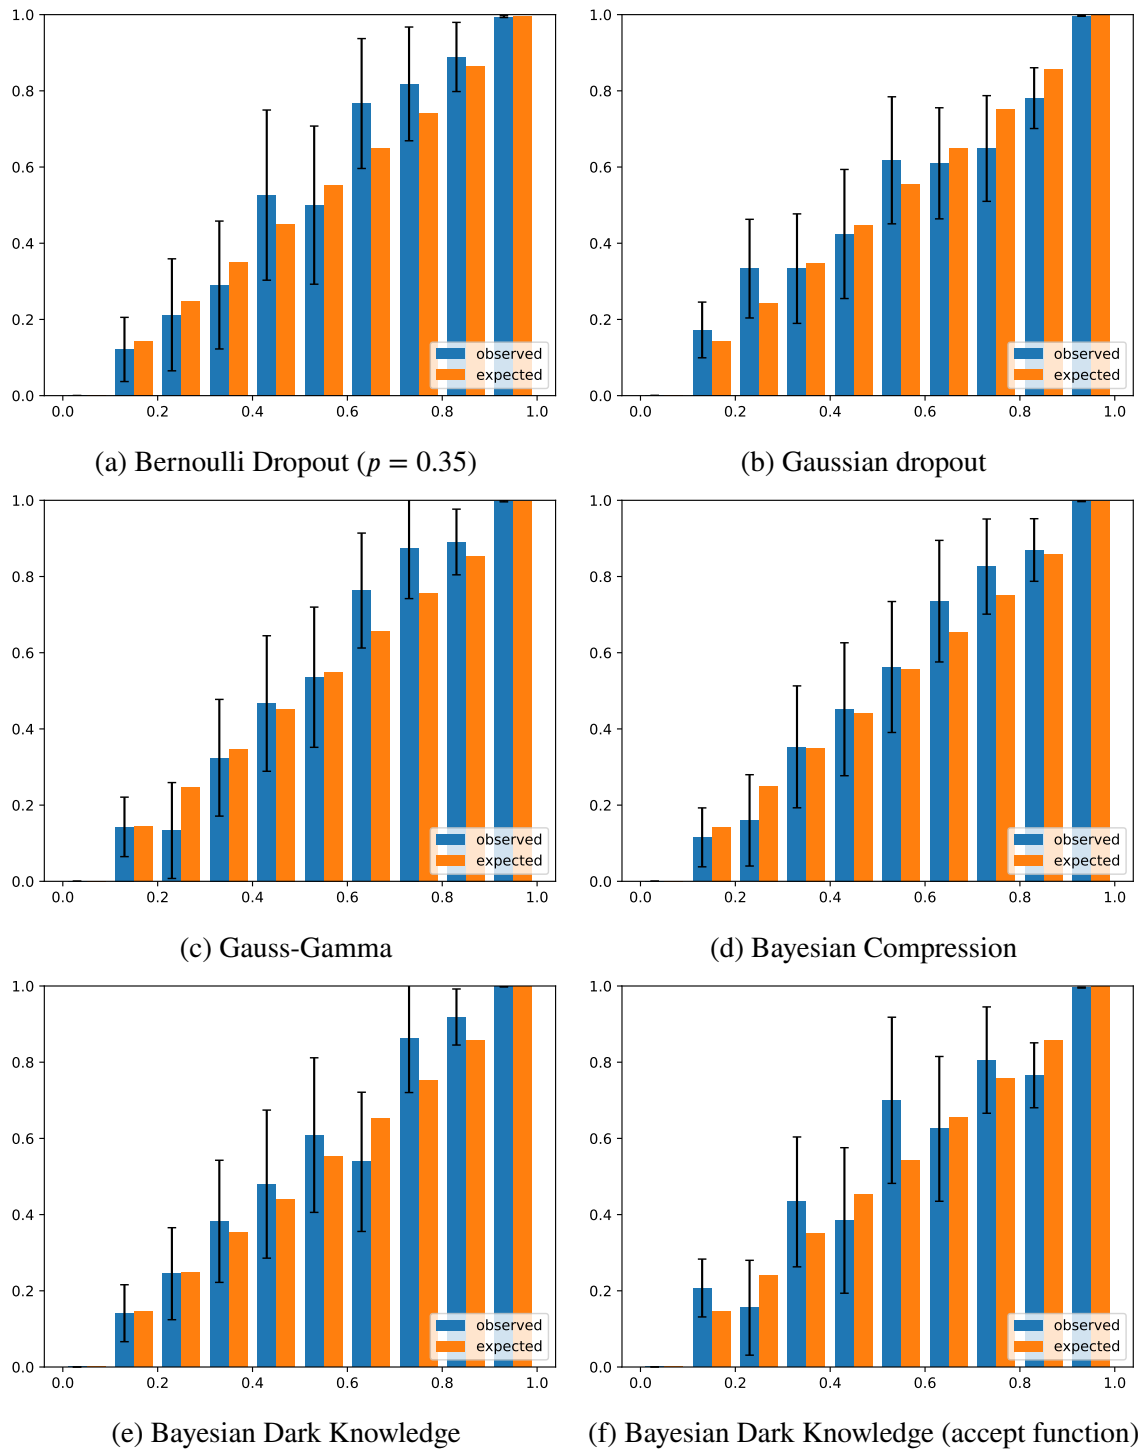 1.0
0.8
0.6
0.4
0.2
0.0
0.0 0.2 0.4 0.6 0.8 1.0
observed
expected
(a) Bernoulli Dropout (p = 0.35)
1.0
0.8
0.6
0.4
0.2
0.0
0.0 0.2 0.4 0.6 0.8 1.0
observed
expected
(b) Gaussian dropout
1.0
0.8
0.6
0.4
0.2
0.0
0.0 0.2 0.4 0.6 0.8 1.0
observed
expected
(c) Gauss-Gamma
1.0
0.8
0.6
0.4
0.2
0.0
0.0 0.2 0.4 0.6 0.8 1.0
observed
expected
(d) Bayesian Compression
1.0
0.8
0.6
0.4
0.2
0.0
0.0 0.2 0.4 0.6 0.8 1.0
observed
expected
(e) Bayesian Dark Knowledge
1.0
0.8
0.6
0.4
0.2
0.0
0.0 0.2 0.4 0.6 0.8 1.0
observed
expected
(f) Bayesian Dark Knowledge (accept function)